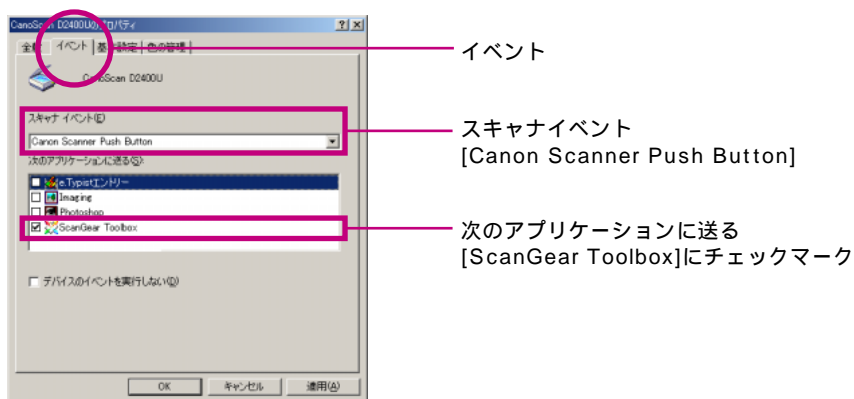 CanoScan D2400Uのプロパティ
全般 イベント 基本設定 色の管理
CanoScan D2400U
スキャナ イベント(E)
Canon Scanner Push Button
次のアプリケーションに送る(S):
e.Typistエントリー
Imaging
Photoshop
ScanGear Toolbox
デバイスのイベントを実行しない(D)
OK キャンセル 適用(A)
イベント
スキャナイベント
[Canon Scanner Push Button]
次のアプリケーションに送る
[ScanGear Toolbox]にチェックマーク